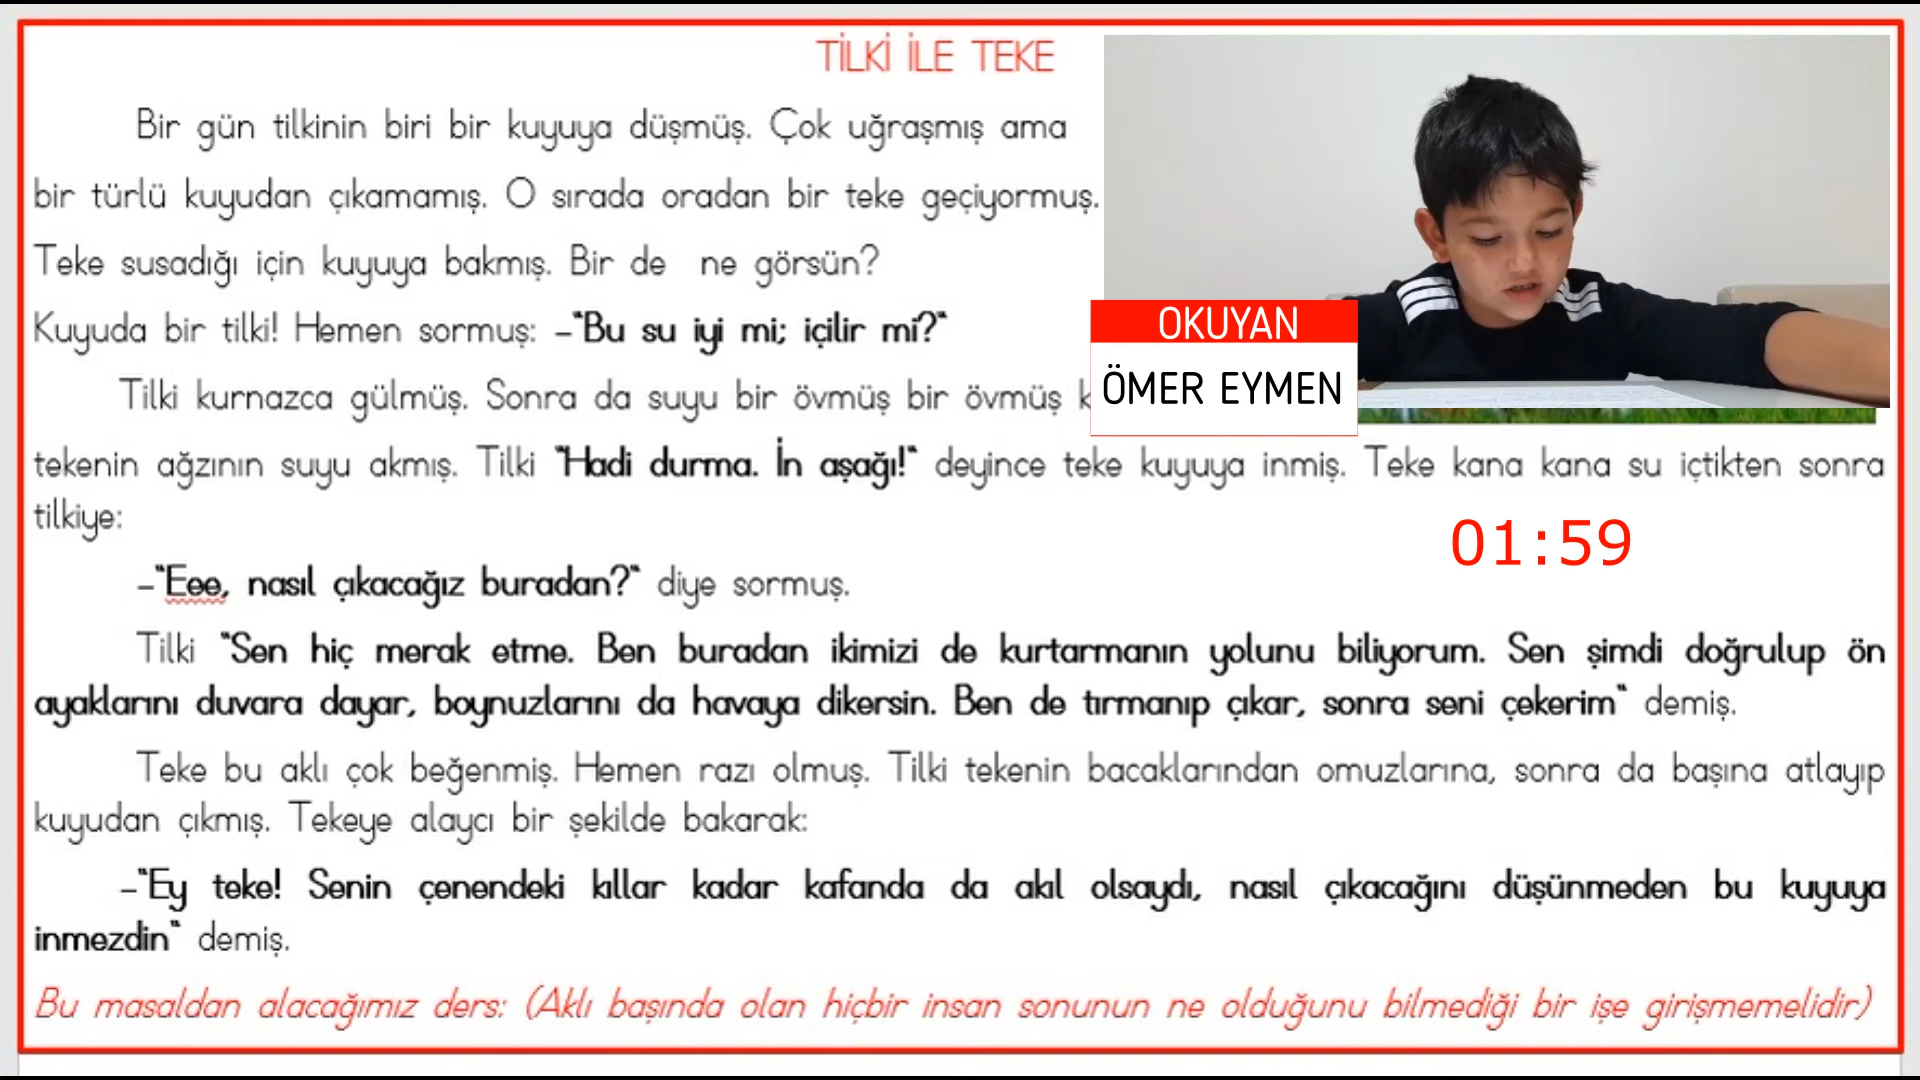 TİLKİ İLE TEKE
Bir gün tilkinin biri bir kuyuya düşmüş. Çok uğraşmış ama
bir türlü kuyudan çıkamamış. O sırada oradan bir teke geçiyormuş.
Teke susadığı için kuyuya bakmış. Bir de ne görsün?
Kuyuda bir tilki! Hemen sormuş: -"Bu su iyi mi; içilir mi?"
OKUYAN
ÖMER EYMEN
Tilki kurnazca gülmüş. Sonra da suyu bir övmüş bir övmüş
tekenin ağzının suyu akmış. Tilki "Hadi durma. İn aşağı!" deyince teke kuyuya inmiş. Teke kana kana su içtikten sonra
tilkiye:
01:59
-"Eee, nasıl çıkacağız buradan?" diye sormuş.
Tilki "Sen hiç merak etme. Ben buradan ikimizi de kurtarmanın yolunu biliyorum. Sen şimdi doğrulup ön
ayaklarını duvara dayar, boynuzlarını da havaya dikersin. Ben de tırmanıp çıkar, sonra seni çekerim" demiş.
Teke bu aklı çok beğenmiş. Hemen razı olmuş. Tilki tekenin bacaklarından omuzlarına, sonra da başına atlayıp
kuyudan çıkmış. Tekeye alaycı bir şekilde bakarak:
-"Ey teke! Senin çenendeki kıllar kadar kafanda da akıl olsaydı, nasıl çıkacağını düşünmeden bu kuyuya
inmezdin" demiş.
Bu masaldan alacağımız ders: (Aklı başında olan hiçbir insan sonunun ne olduğunu bilmediği bir işe girişmemelidir)